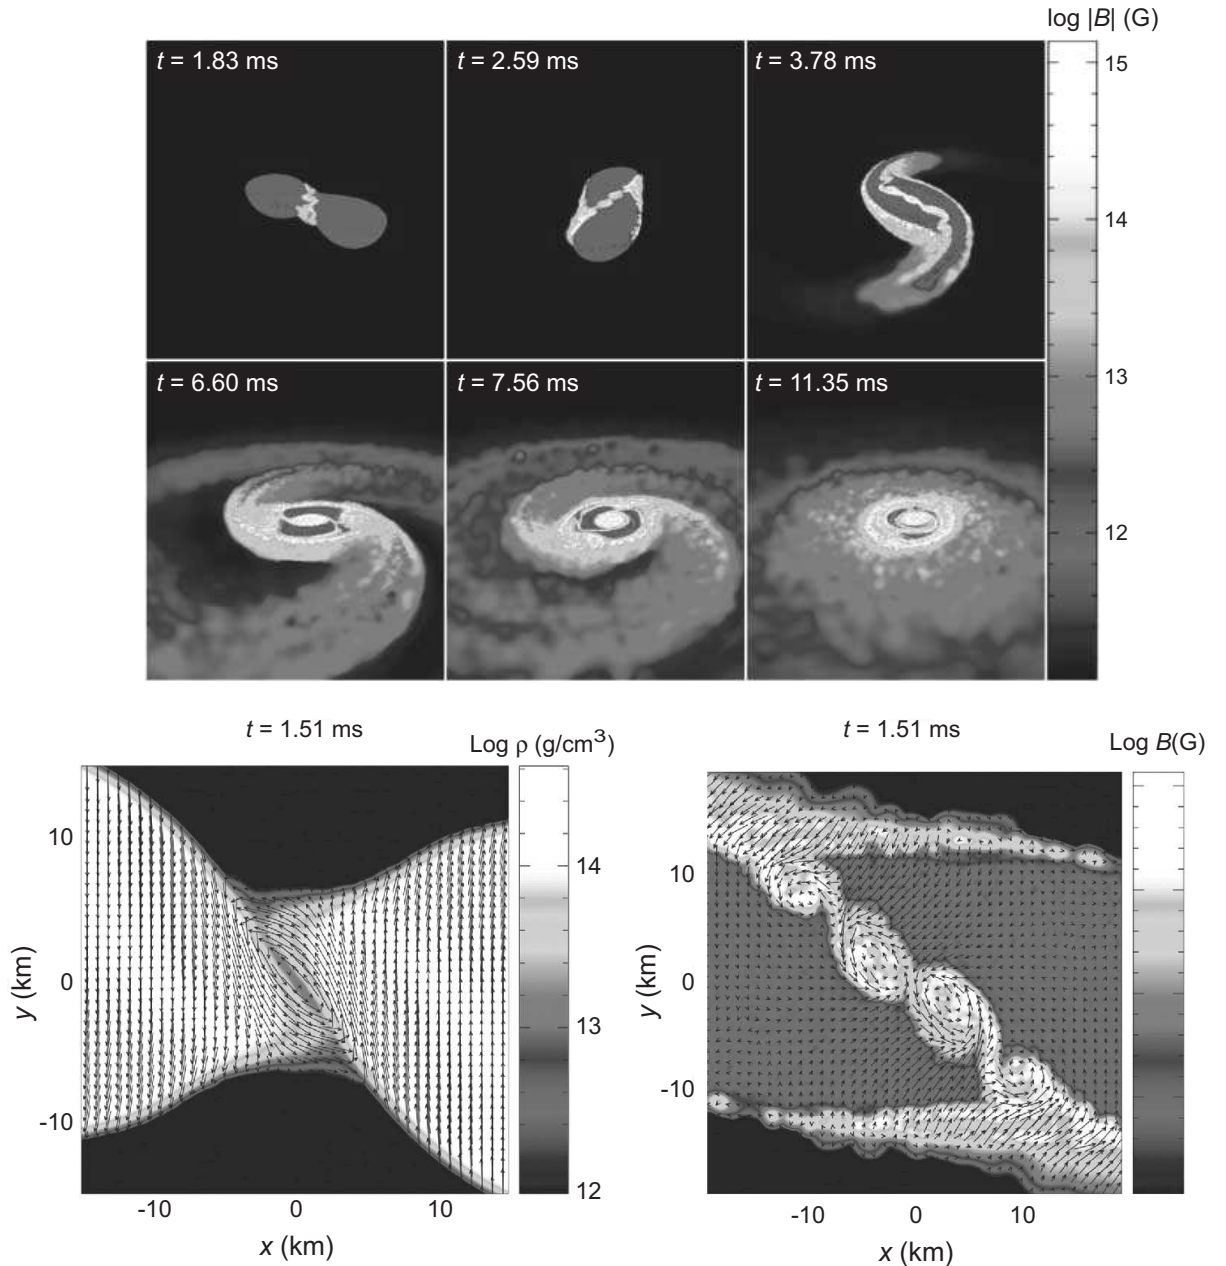 log |B| (G)
t = 1.83 ms
t = 2.59 ms
t = 3.78 ms
15
14
13
12
t = 6.60 ms
t = 7.56 ms
t = 11.35 ms
t = 1.51 ms
Log ρ (g/cm³)
10
0
-10
y (km)
-10
0
10
x (km)
14
13
12
t = 1.51 ms
Log B(G)
10
0
-10
y (km)
-10
0
10
x (km)